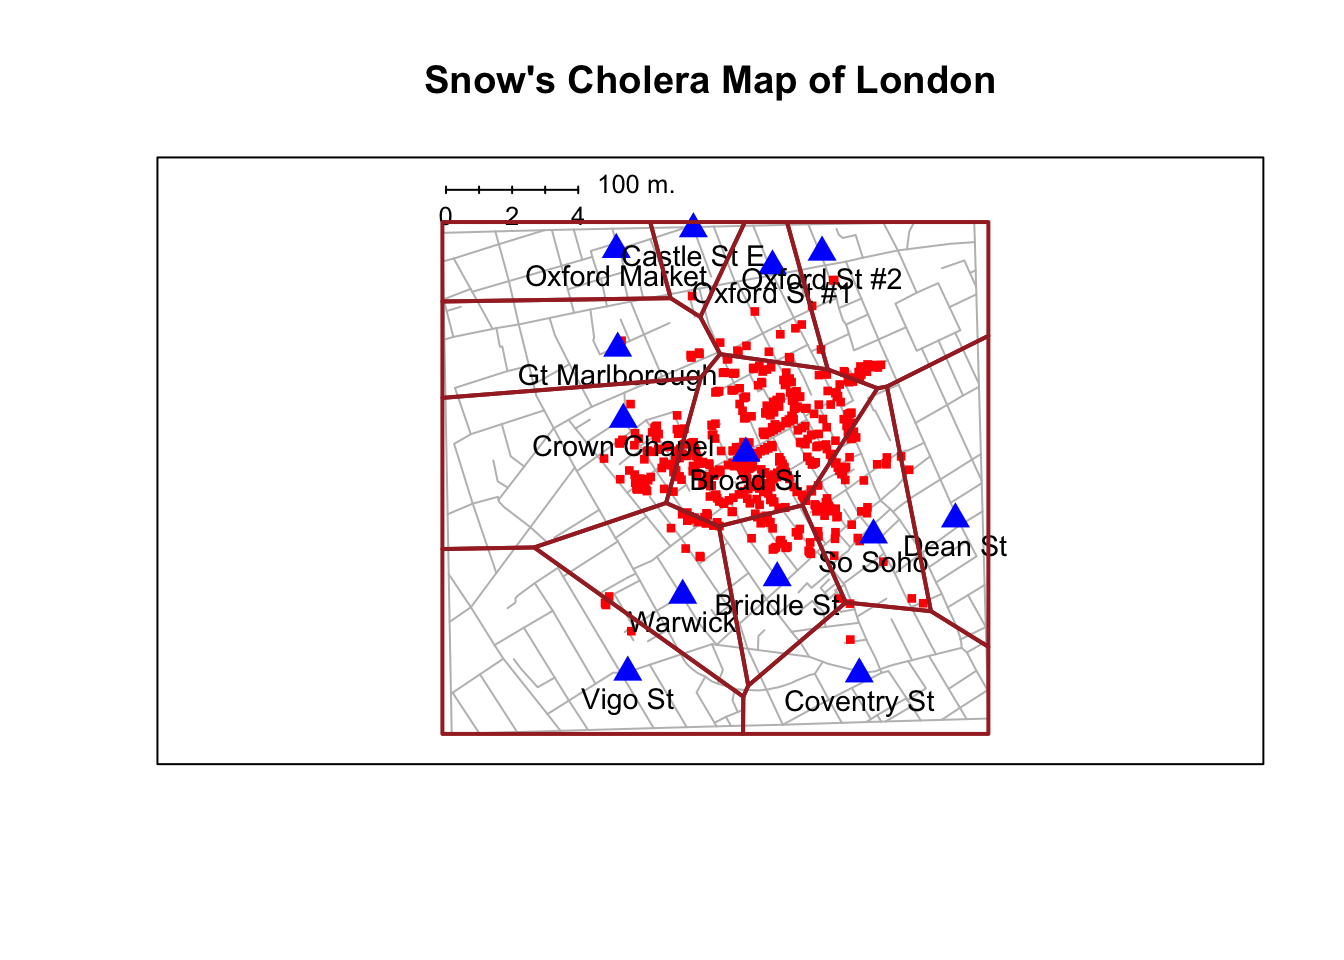 Snow's Cholera Map of London
100 m.
0 2 4
Castle St E
Oxford Market
Oxford St #2
Oxford St #1
Gt Marlborough
Crown Chapel
Broad St
Dean St
So Soho
Briddle St
Warwick
Vigo St
Coventry St